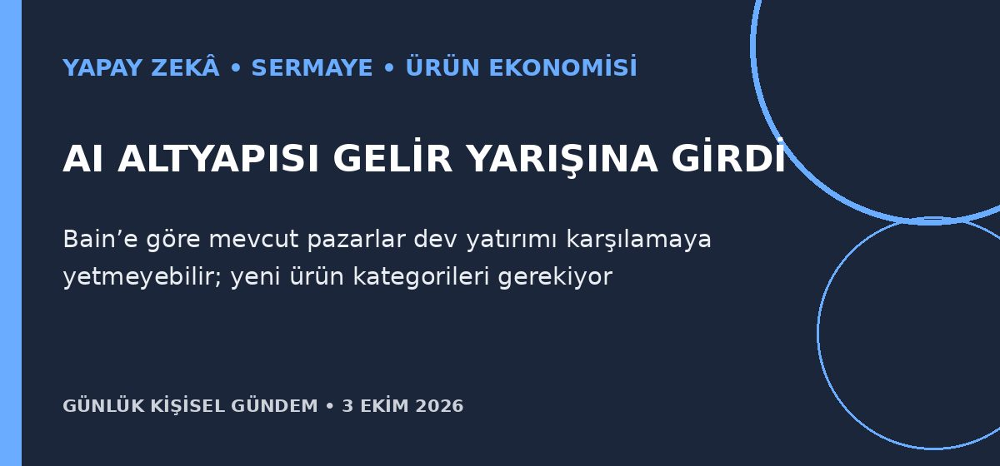 YAPAY ZEKÂ • SERMAYE • ÜRÜN EKONOMİSİ
AI ALTYAPISI GELİR YARIŞINA GİRDİ
Bain’e göre mevcut pazarlar dev yatırımı karşılamaya
yetmeyebilir; yeni ürün kategorileri gerekiyor
GÜNLÜK KİŞİSEL GÜNDEM • 3 EKİM 2026